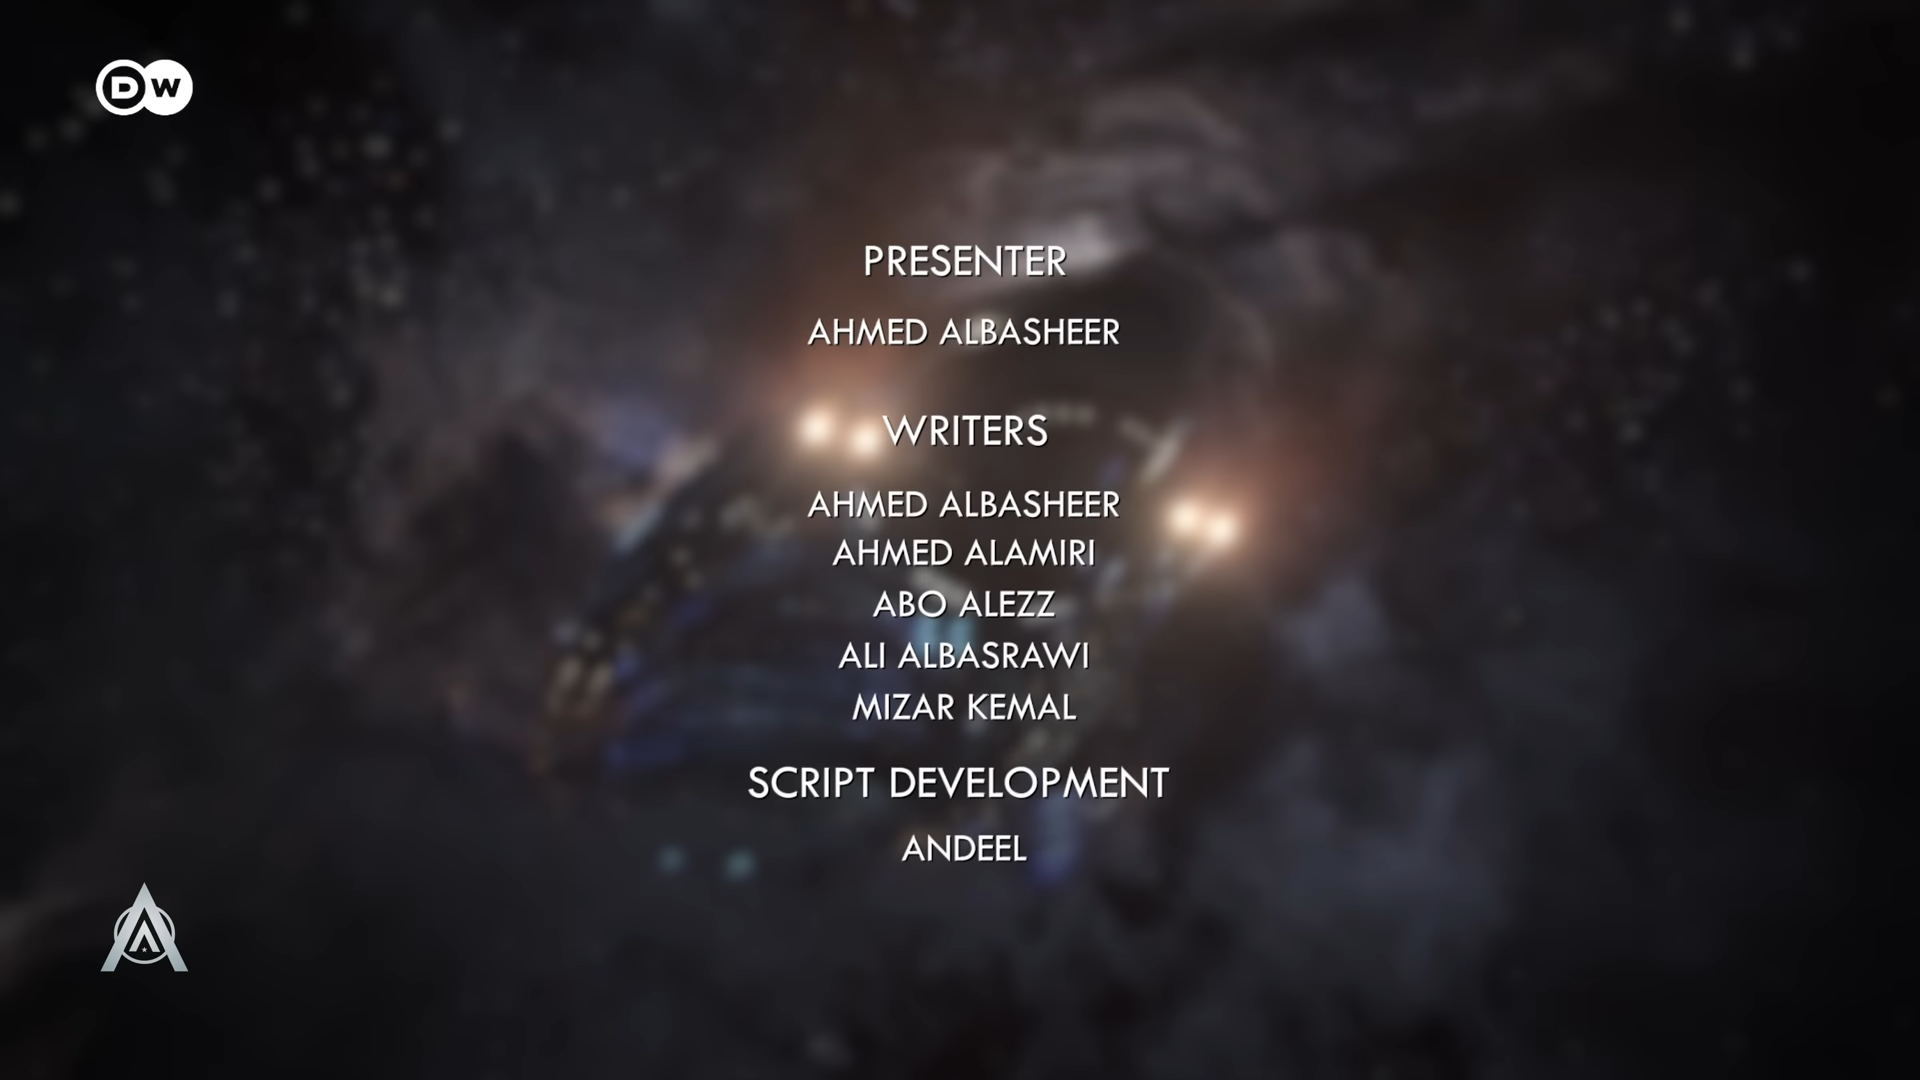 DW
PRESENTER
AHMED ALBASHEER
WRITERS
AHMED ALBASHEER
AHMED ALAMIRI
ABO ALEZZ
ALI ALBASRAWI
MIZAR KEMAL
SCRIPT DEVELOPMENT
ANDEEL